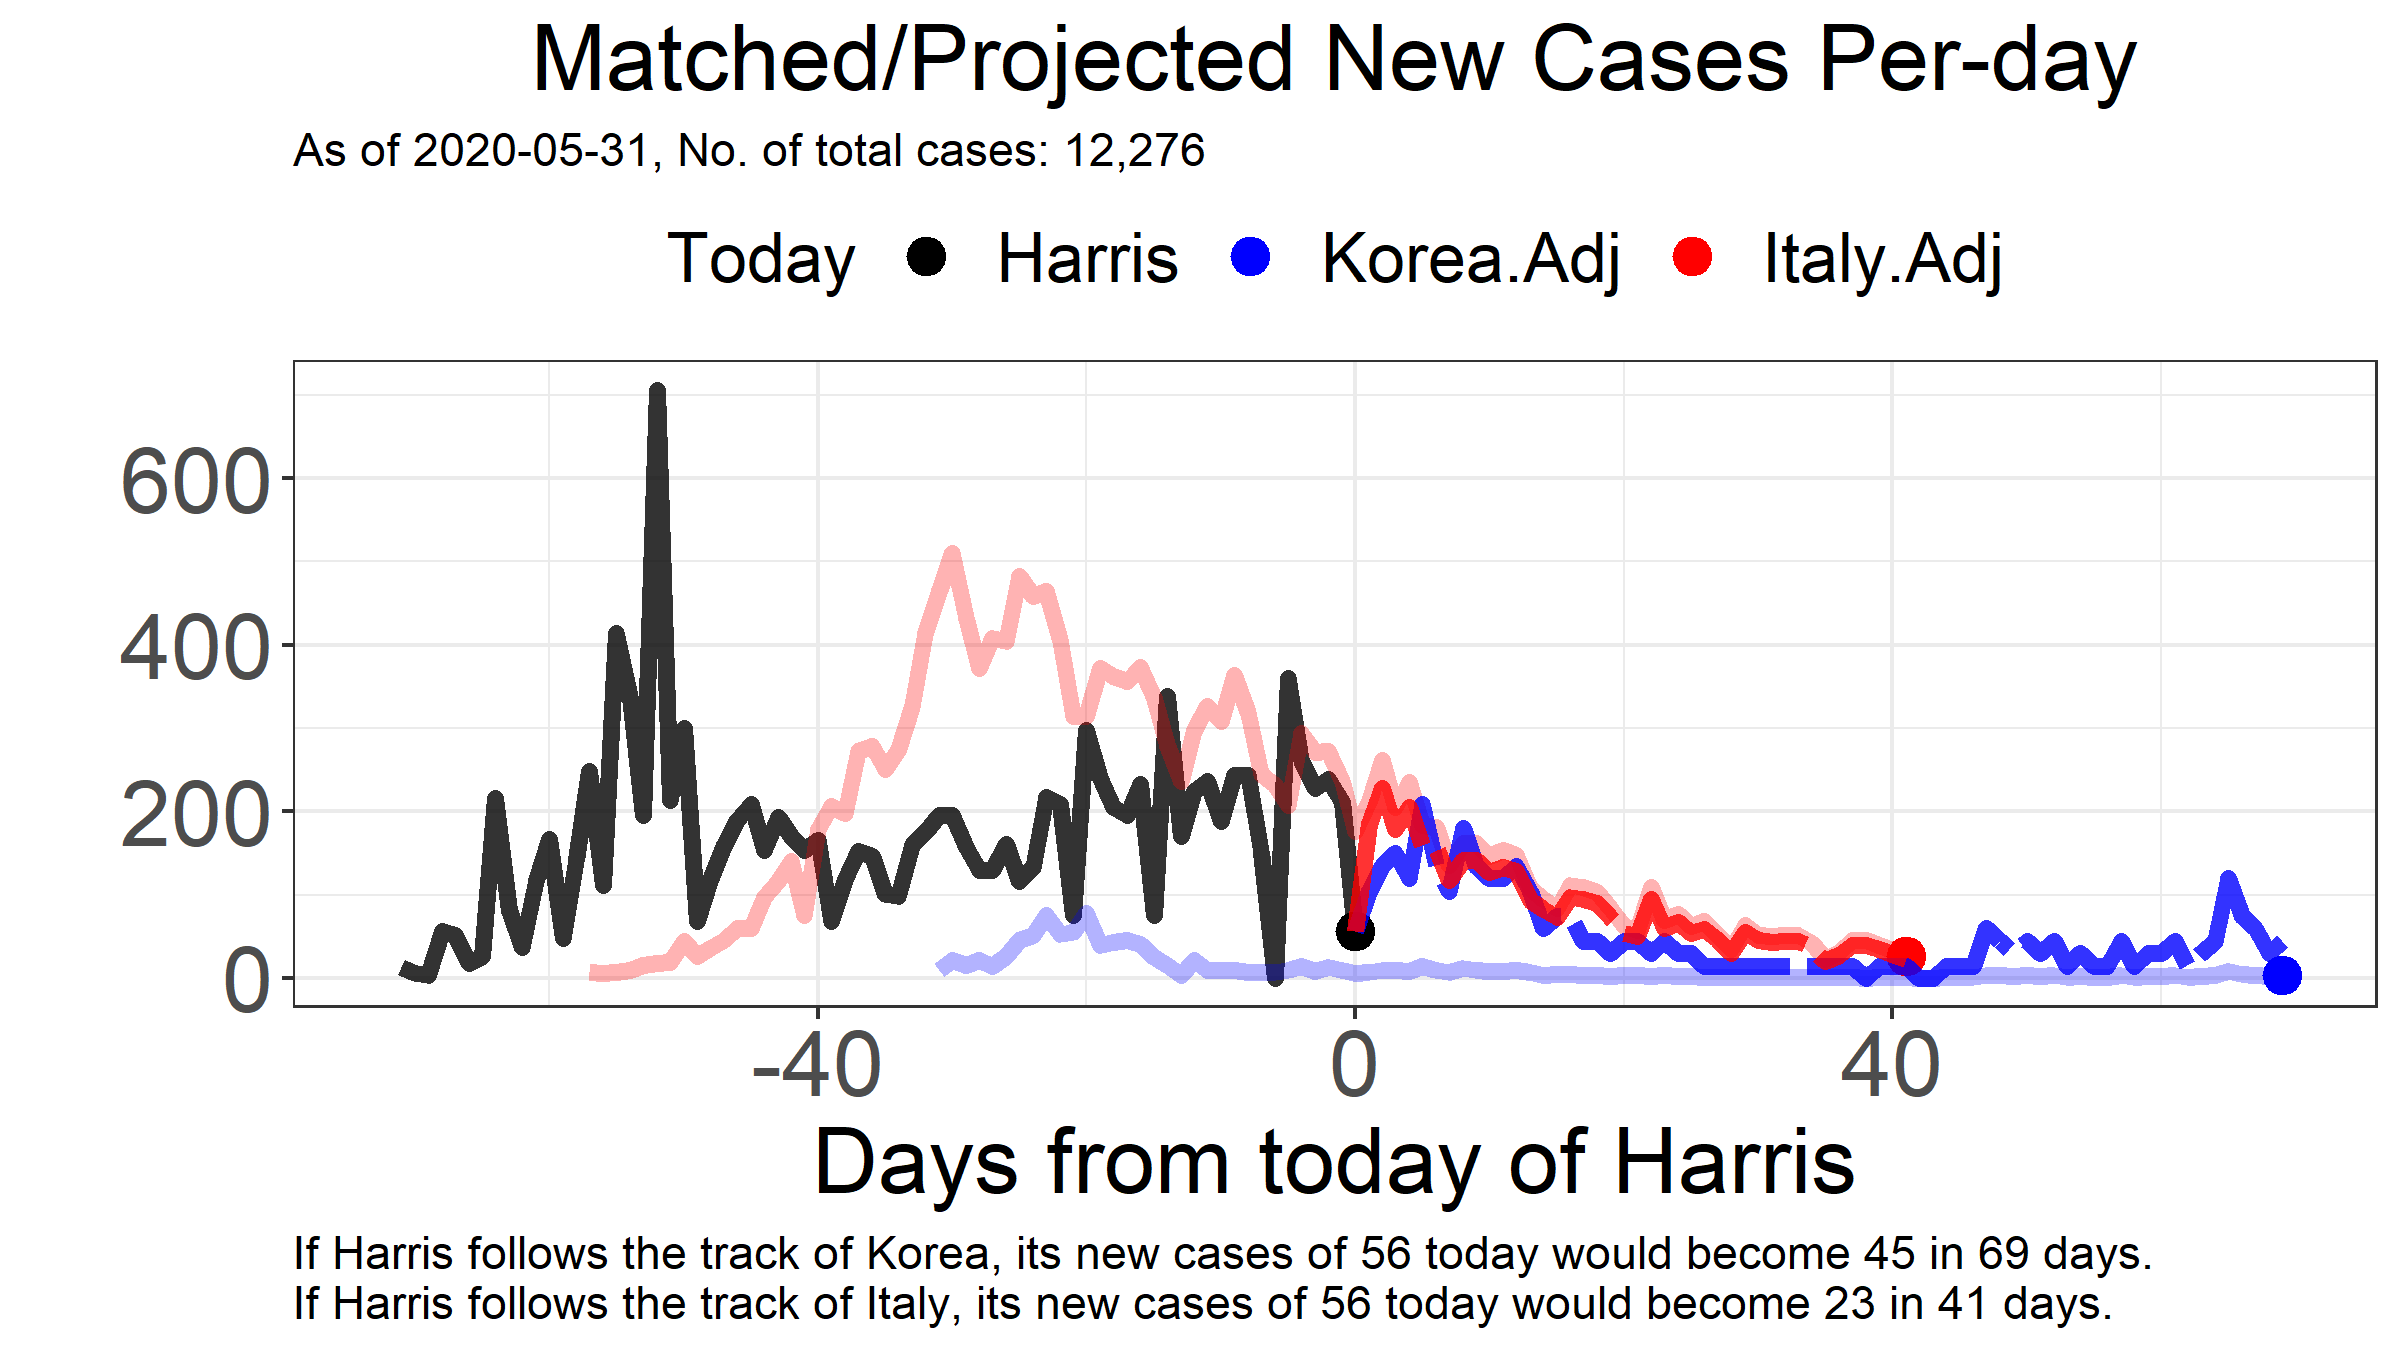 Matched/Projected New Cases Per-day
As of 2020-05-31, No. of total cases: 12,276
Today Harris Korea.Adj Italy.Adj
600
400
200
0
-40 0 40
Days from today of Harris
If Harris follows the track of Korea, its new cases of 56 today would become 45 in 69 days.
If Harris follows the track of Italy, its new cases of 56 today would become 23 in 41 days.